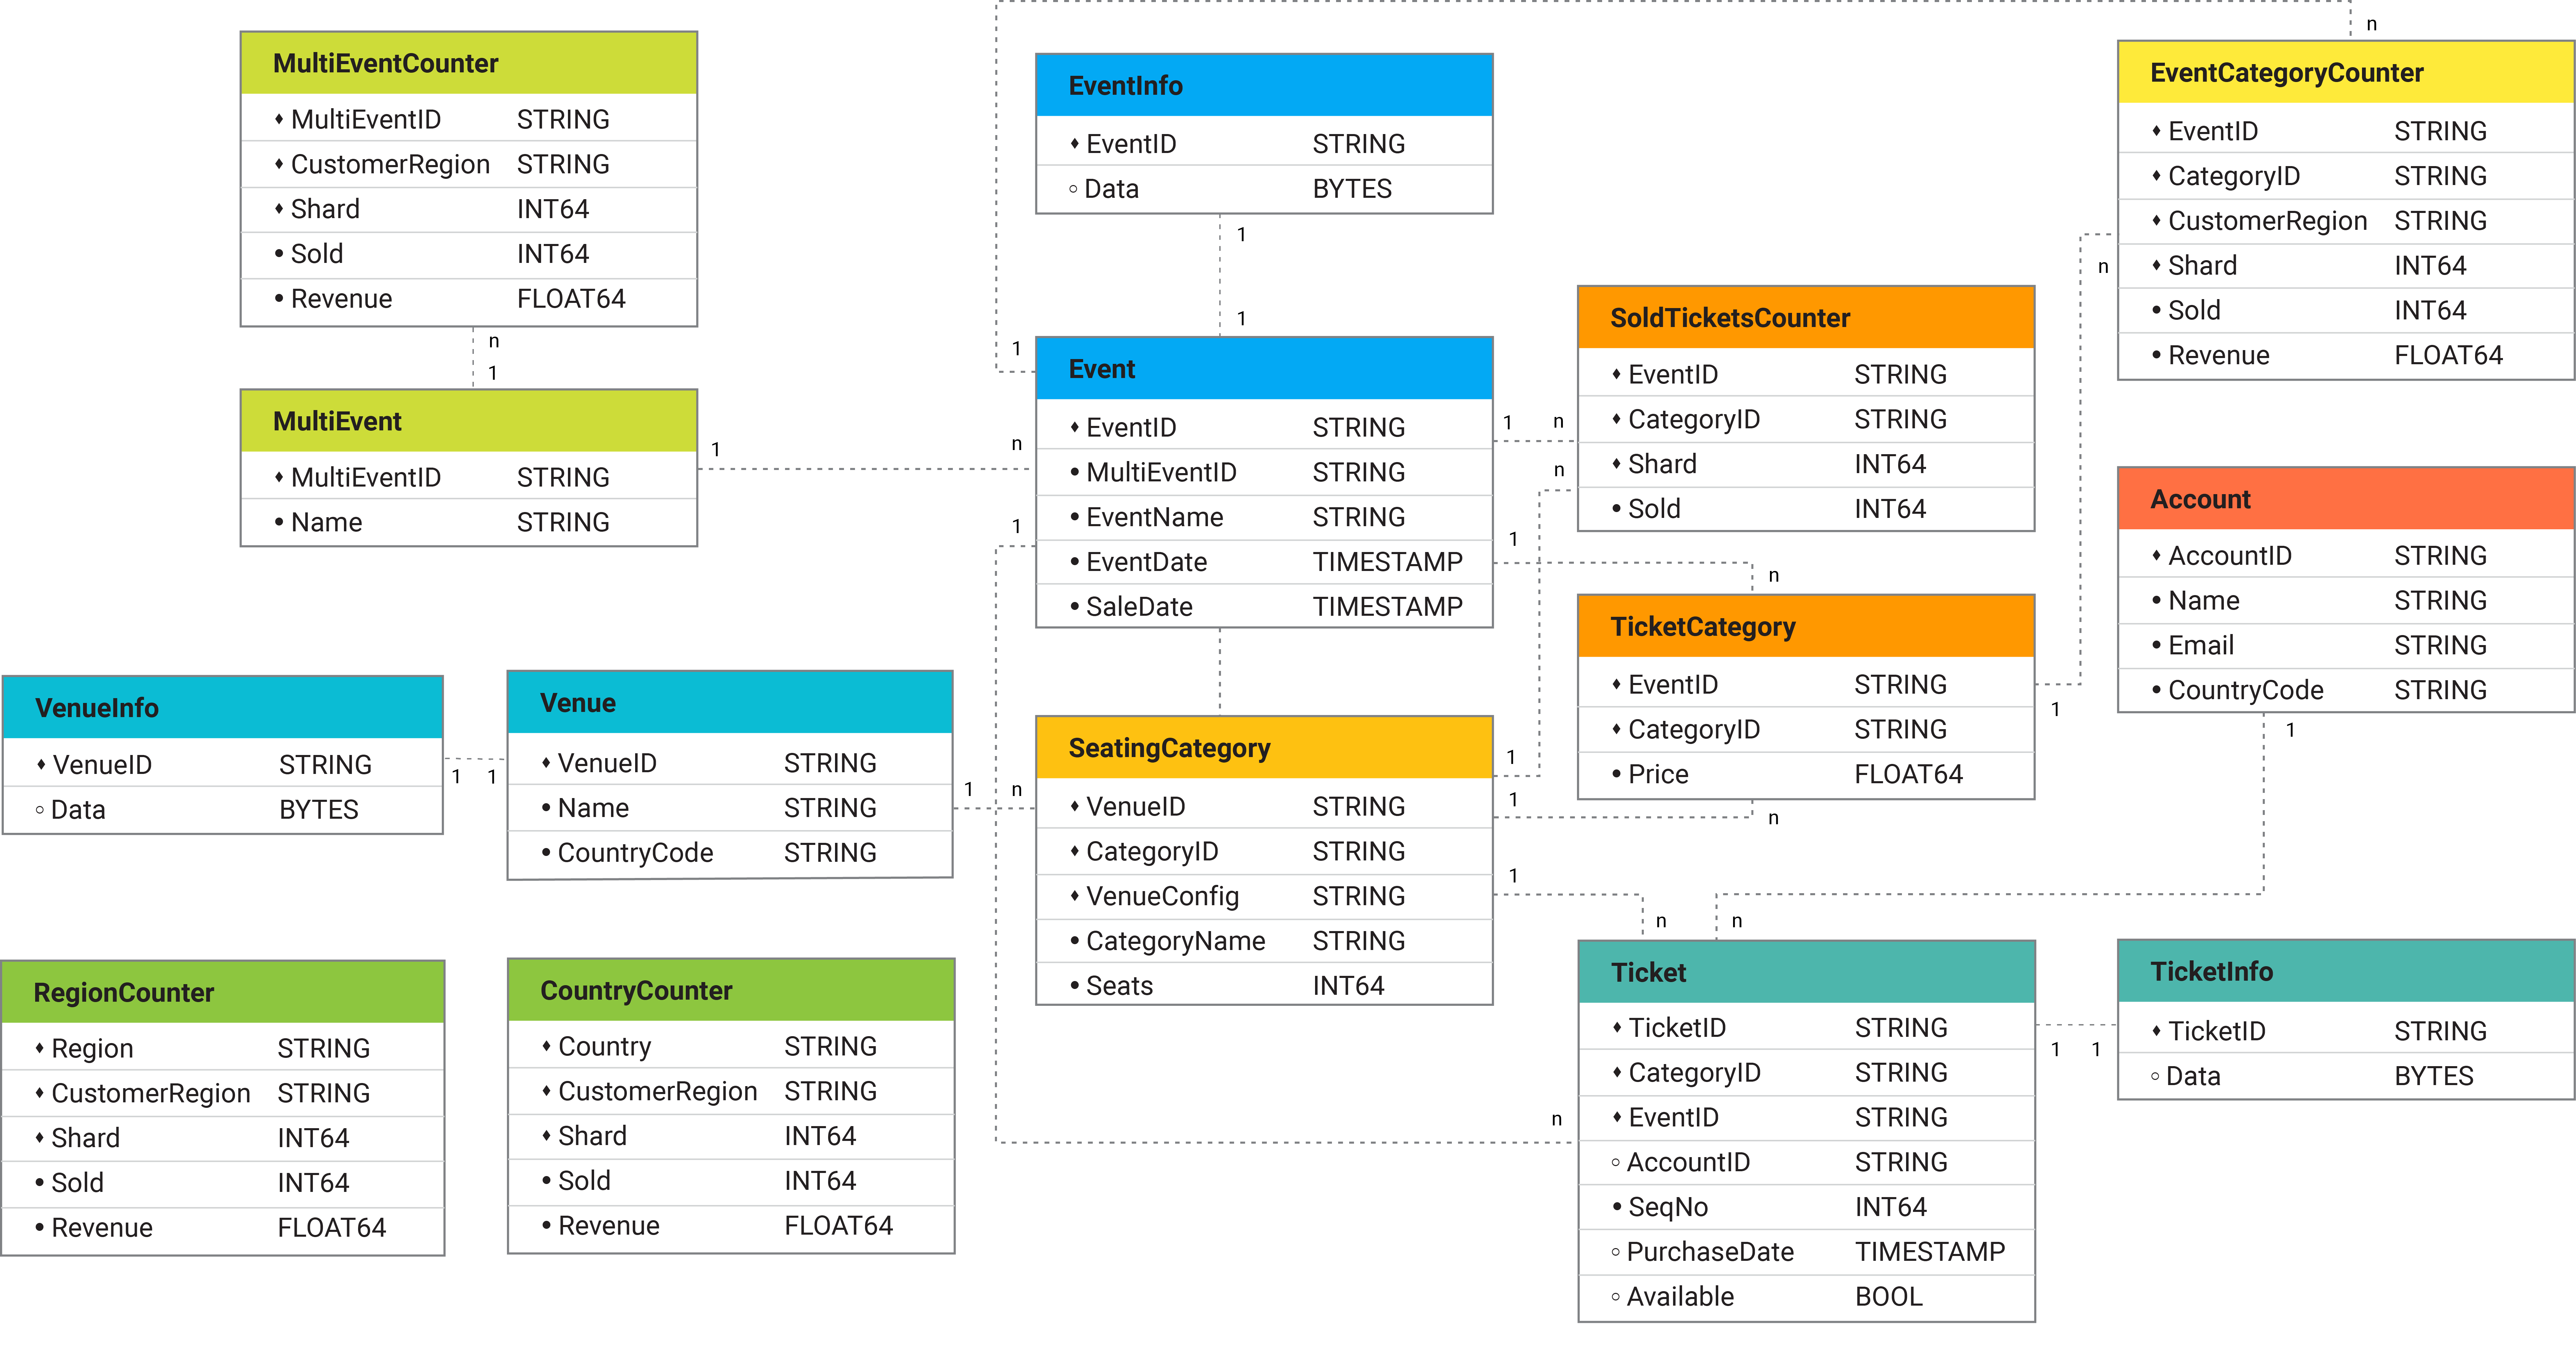 MultiEventCounter
♦ MultiEventID STRING
♦ CustomerRegion STRING
♦ Shard INT64
• Sold INT64
• Revenue FLOAT64
n
1
MultiEvent
♦ MultiEventID STRING
• Name STRING
1
n
EventInfo
♦ EventID STRING
○ Data BYTES
1
1
1
Event
♦ EventID STRING
• MultiEventID STRING
• EventName STRING
• EventDate TIMESTAMP
• SaleDate TIMESTAMP
1
1 n
n
1
n
SoldTicketsCounter
♦ EventID STRING
♦ CategoryID STRING
♦ Shard INT64
• Sold INT64
n
EventCategoryCounter
♦ EventID STRING
♦ CategoryID STRING
♦ CustomerRegion STRING
♦ Shard INT64
• Sold INT64
• Revenue FLOAT64
n
TicketCategory
♦ EventID STRING
♦ CategoryID STRING
• Price FLOAT64
1
n
Account
♦ AccountID STRING
• Name STRING
• Email STRING
• CountryCode STRING
1
VenueInfo
♦ VenueID STRING
○ Data BYTES
1 1
Venue
♦ VenueID STRING
• Name STRING
• CountryCode STRING
1 n
SeatingCategory
♦ VenueID STRING
♦ CategoryID STRING
♦ VenueConfig STRING
• CategoryName STRING
• Seats INT64
1
1
1
n n
RegionCounter
♦ Region STRING
♦ CustomerRegion STRING
♦ Shard INT64
• Sold INT64
• Revenue FLOAT64
CountryCounter
♦ Country STRING
♦ CustomerRegion STRING
♦ Shard INT64
• Sold INT64
• Revenue FLOAT64
n
Ticket
♦ TicketID STRING
♦ CategoryID STRING
♦ EventID STRING
○ AccountID STRING
• SeqNo INT64
○ PurchaseDate TIMESTAMP
○ Available BOOL
1 1
TicketInfo
♦ TicketID STRING
○ Data BYTES